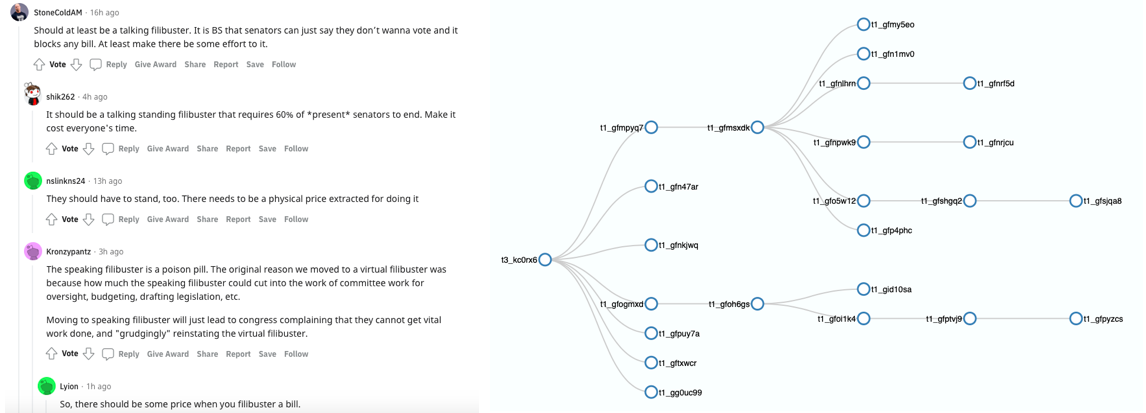 StoneColdAM · 16h ago
Should at least be a talking filibuster. It is BS that senators can just say they don't wanna vote and it
blocks any bill. At least make there be some effort to it.
Vote Reply Give Award Share Report Save Follow
shik262 · 4h ago
It should be a talking standing filibuster that requires 60% of *present* senators to end. Make it
cost everyone's time.
Vote Reply Give Award Share Report Save Follow
nslinkns24 · 13h ago
They should have to stand, too. There needs to be a physical price extracted for doing it
Vote Reply Give Award Share Report Save Follow
Kronzypantz · 3h ago
The speaking filibuster is a poison pill. The original reason we moved to a virtual filibuster was
because how much the speaking filibuster could cut into the work of committee work for
oversight, budgeting, drafting legislation, etc.
Moving to speaking filibuster will just lead to congress complaining that they cannot get vital
work done, and "grudgingly" reinstating the virtual filibuster.
Vote Reply Give Award Share Report Save Follow
Lyion · 1h ago
So, there should be some price when you filibuster a bill.
t1_gfmy5eo
t1_gfn1mv0
t1_gfnlhrn t1_gfnrf5d
t1_gfmpyq7 t1_gfmsxdk
t1_gfnpwk9 t1_gfnrjcu
t1_gfn47ar
t1_gfo5w12 t1_gfshgq2 t1_gfsjqa8
t1_gfp4phc
t1_gfnkjwq
t3_kc0rx6
t1_gid10sa
t1_gfogmxd t1_gfoh6gs
t1_gfoi1k4 t1_gfptvj9 t1_gfpyzcs
t1_gfpuy7a
t1_gftxwcr
t1_gg0uc99